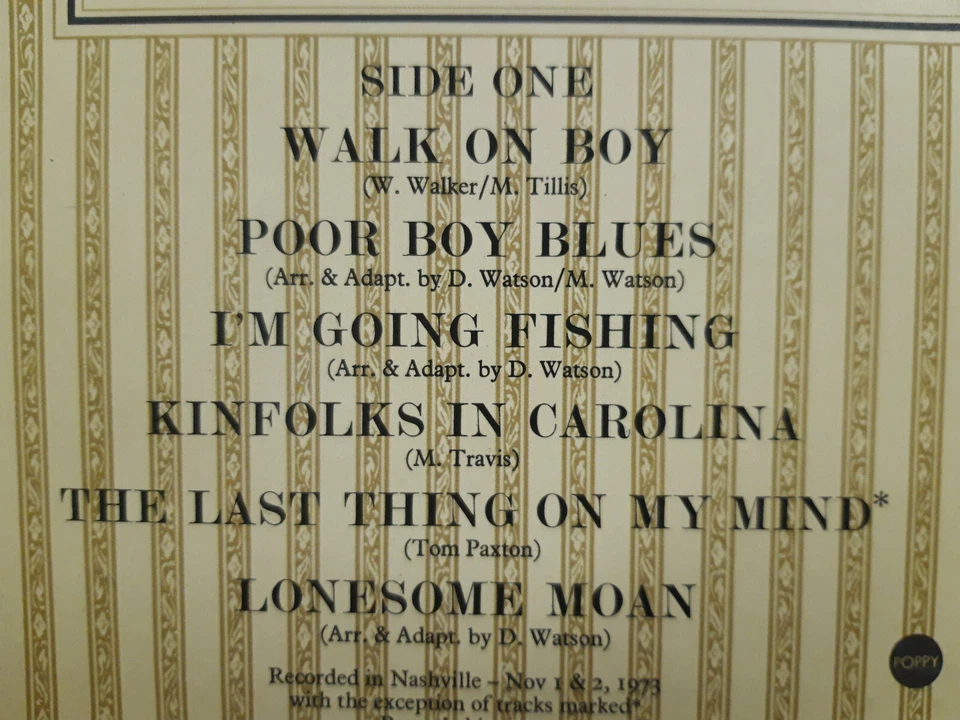 SIDE ONE
WALK ON BOY
(W. Walker/M. Tillis)
POOR BOY BLUES
(Arr. & Adapt. by D. Watson/M. Watson)
I'M GOING FISHING
(Arr. & Adapt. by D. Watson)
KINFOLKS IN CAROLINA
(M. Travis)
THE LAST THING ON MY MIND*
(Tom Paxton)
LONESOME MOAN
(Arr. & Adapt. by D. Watson)
POPPY
Recorded in Nashville – Nov 1 & 2, 1973
with the exception of tracks marked*